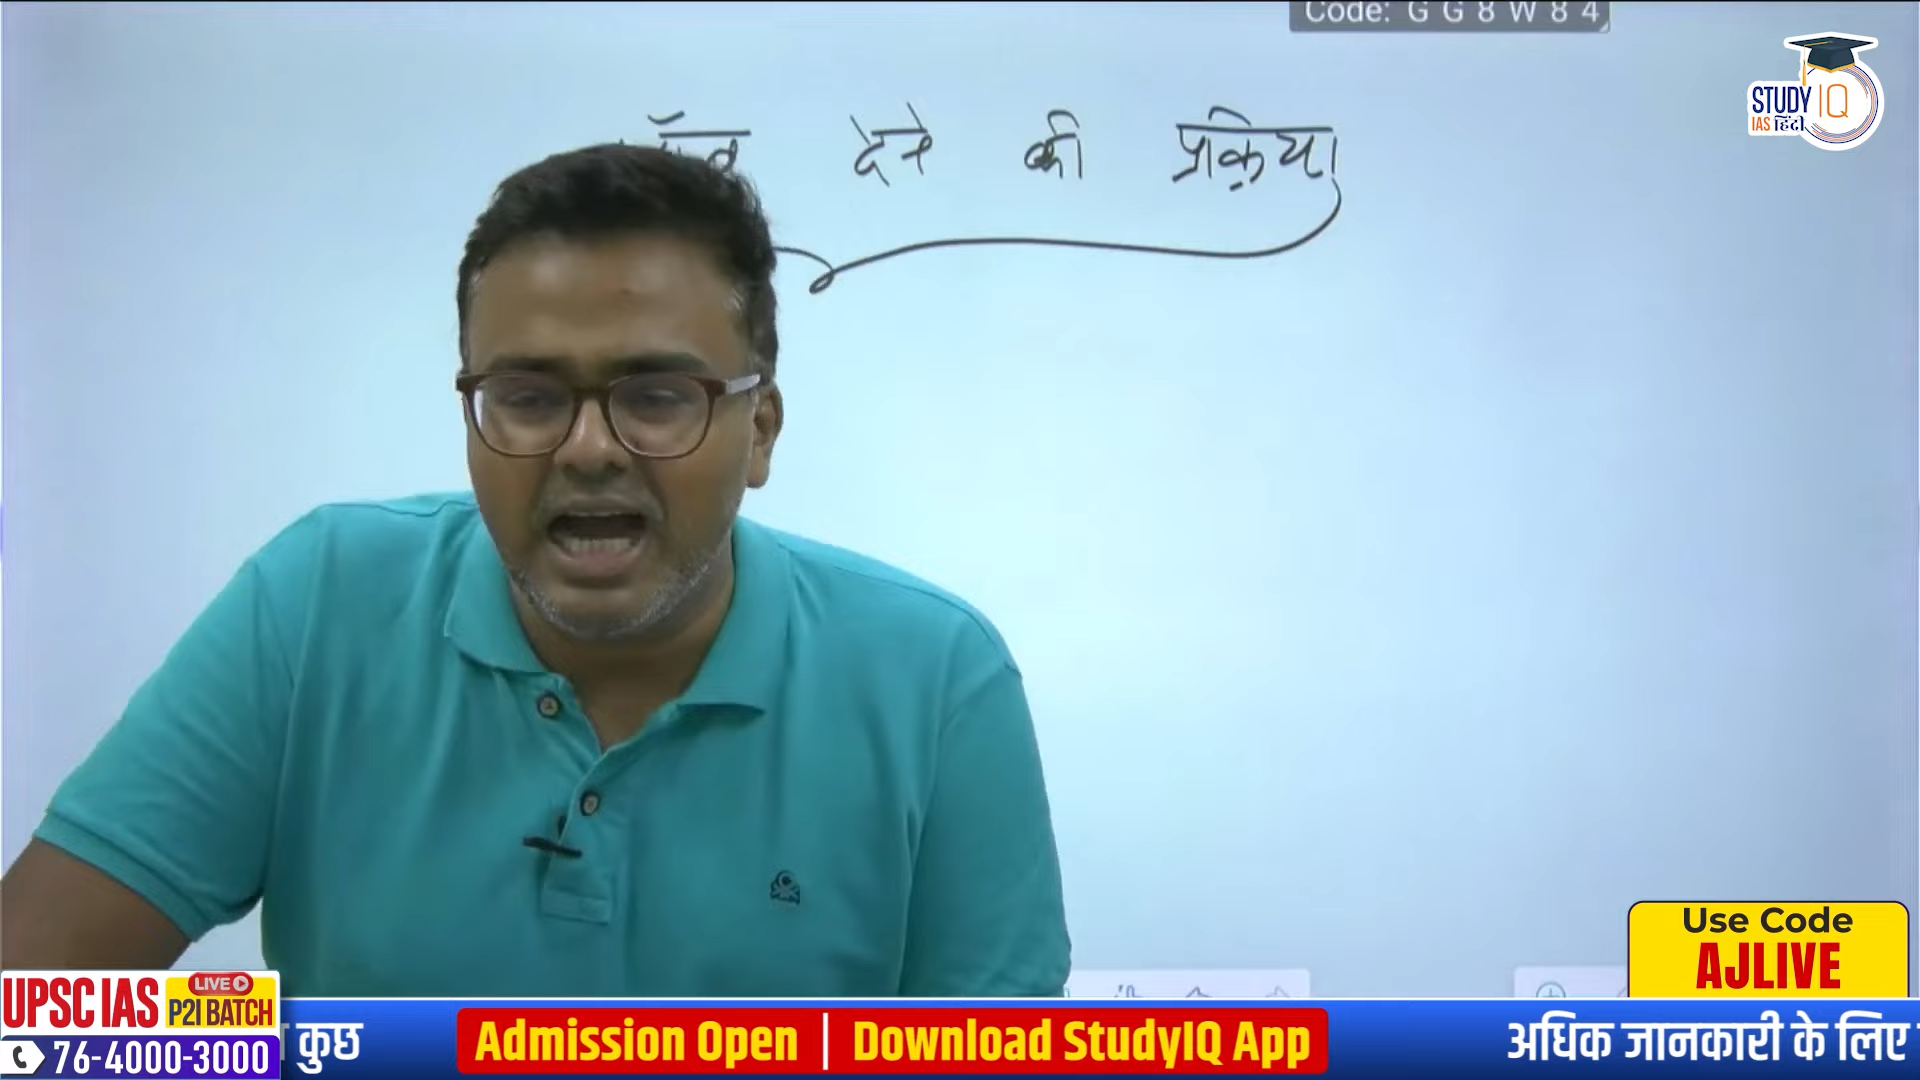 Code: G G 8 W 8 4
STUDY IQ
IAS हिंदी
देने की प्रक्रिया
Use Code
AJLIVE
UPSC IAS LIVE
P2I BATCH
76-4000-3000
कुछ
Admission Open | Download StudyIQ App
अधिक जानकारी के लिए